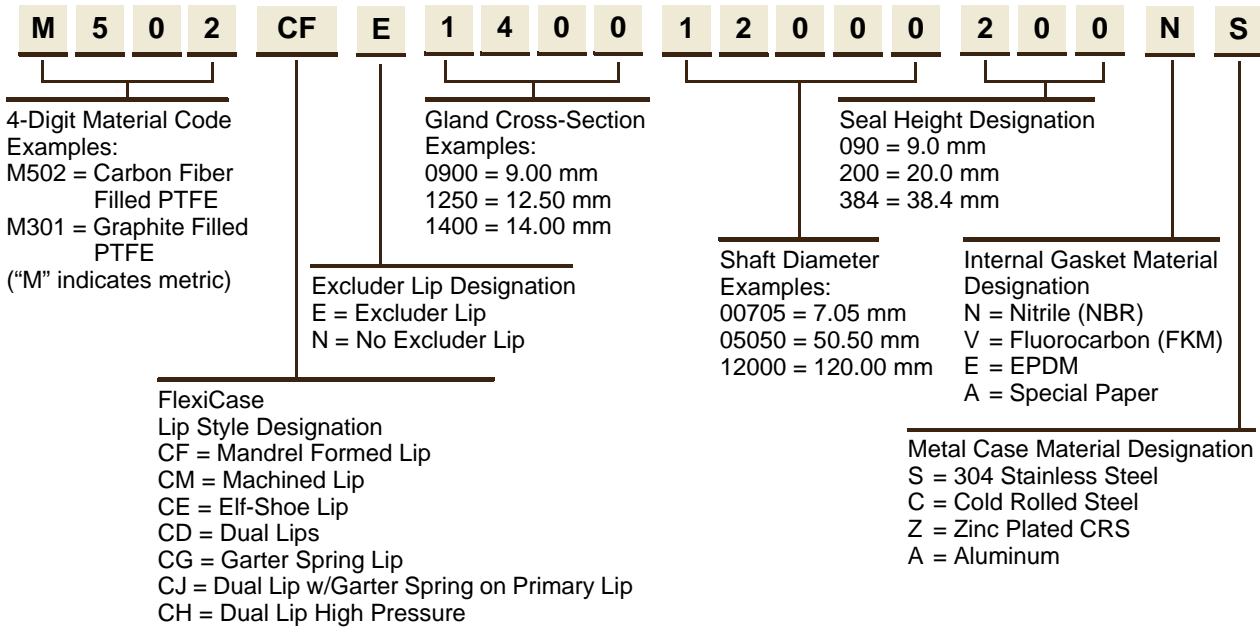 M 5 0 2 CF E 1 4 0 0 1 2 0 0 0 2 0 0 N S
4-Digit Material Code
Examples:
M502 = Carbon Fiber
Filled PTFE
M301 = Graphite Filled
PTFE
(“M” indicates metric)
Gland Cross-Section
Examples:
0900 = 9.00 mm
1250 = 12.50 mm
1400 = 14.00 mm
Seal Height Designation
090 = 9.0 mm
200 = 20.0 mm
384 = 38.4 mm
Excluder Lip Designation
E = Excluder Lip
N = No Excluder Lip
Shaft Diameter
Examples:
00705 = 7.05 mm
05050 = 50.50 mm
12000 = 120.00 mm
Internal Gasket Material
Designation
N = Nitrile (NBR)
V = Fluorocarbon (FKM)
E = EPDM
A = Special Paper
FlexiCase
Lip Style Designation
CF = Mandrel Formed Lip
CM = Machined Lip
CE = Elf-Shoe Lip
CD = Dual Lips
CG = Garter Spring Lip
CJ = Dual Lip w/Garter Spring on Primary Lip
CH = Dual Lip High Pressure
Metal Case Material Designation
S = 304 Stainless Steel
C = Cold Rolled Steel
Z = Zinc Plated CRS
A = Aluminum